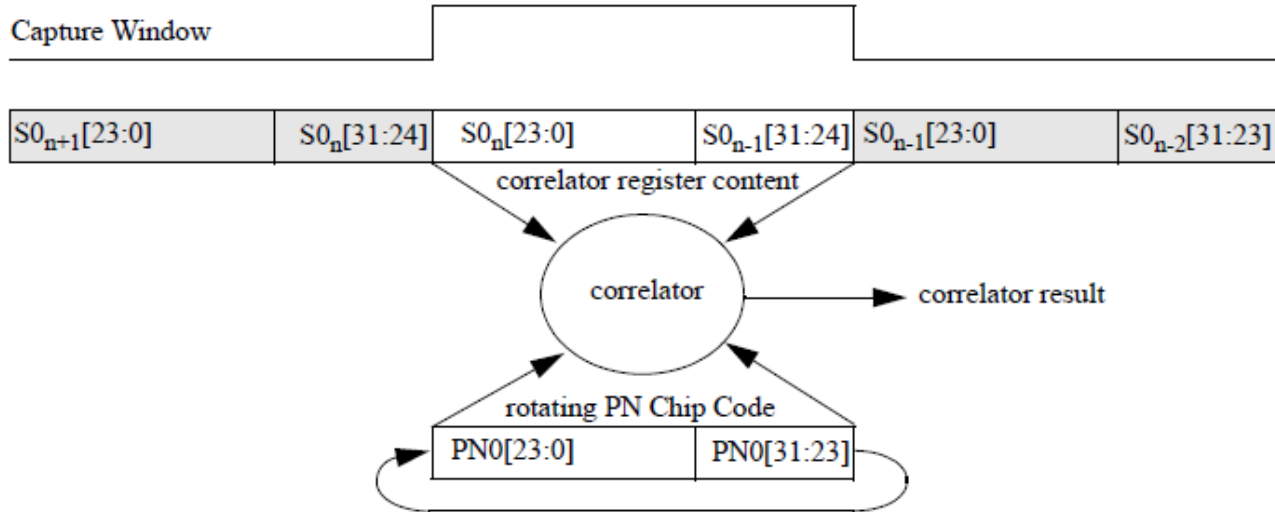 Capture Window
S0n+1[23:0] S0n[31:24] S0n[23:0] S0n-1[31:24] S0n-1[23:0] S0n-2[31:23]
correlator register content
correlator
correlator result
rotating PN Chip Code
PN0[23:0] PN0[31:23]